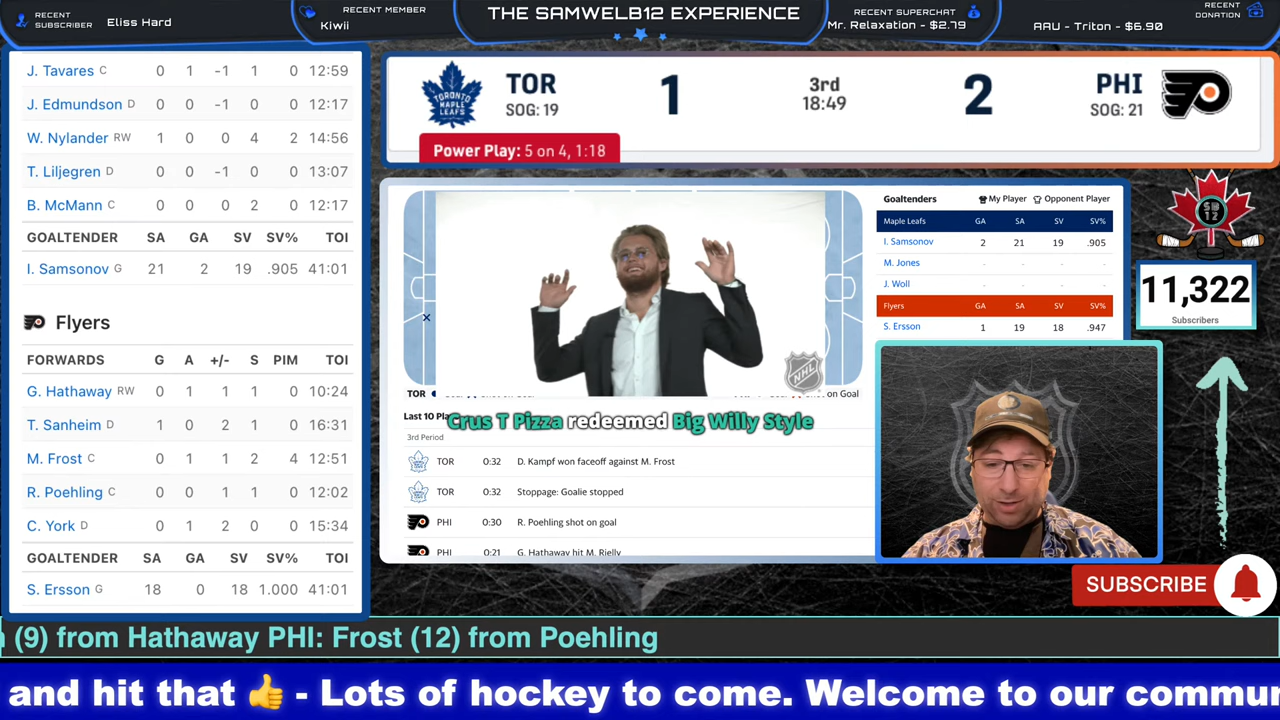 RECENT SUBSCRIBER Eliss Hard
RECENT MEMBER
Kiwii
THE SAMWELB12 EXPERIENCE
RECENT SUPERCHAT
Mr. Relaxation - $2.79
RECENT DONATION
AAU - Triton - $6.90
J. Tavares C 0 1 -1 1 0 12:59
J. Edmundson D 0 0 -1 0 0 12:17
W. Nylander RW 1 0 0 4 2 14:56
T. Liljegren D 0 0 -1 0 0 13:07
B. McMann C 0 0 0 2 0 12:17
GOALTENDER SA GA SV SV% TOI
I. Samsonov G 21 2 19 .905 41:01
Flyers
FORWARDS G A +/- S PIM TOI
G. Hathaway RW 0 1 1 1 0 10:24
T. Sanheim D 1 0 2 1 0 16:31
M. Frost C 0 1 1 2 4 12:51
R. Poehling C 0 0 1 1 0 12:02
C. York D 0 1 2 0 0 15:34
GOALTENDER SA GA SV SV% TOI
S. Ersson G 18 0 18 1.000 41:01
TORONTO MAPLE LEAFS
TOR 1 3rd 2 PHI
SOG: 19 18:49 SOG: 21
Power Play: 5 on 4, 1:18
NHL
TOR
on Goal
Crus T Pizza redeemed Big Willy Style
3rd Period
TOR 0:32 D. Kampf won faceoff against M. Frost
TOR 0:32 Stoppage: Goalie stopped
PHI 0:30 R. Poehling shot on goal
PHI 0:21 G. Hathaway hit M. Rielly
Goaltenders My Player Opponent Player
Maple Leafs GA SA SV SV%
I. Samsonov 2 21 19 .905
M. Jones - - - -
J. Woll - - - -
Flyers GA SA SV SV%
S. Ersson 1 19 18 .947
SB
12
11,322
Subscribers
SUBSCRIBE
(9) from Hathaway PHI: Frost (12) from Poehling
and hit that 👍 - Lots of hockey to come. Welcome to our commun